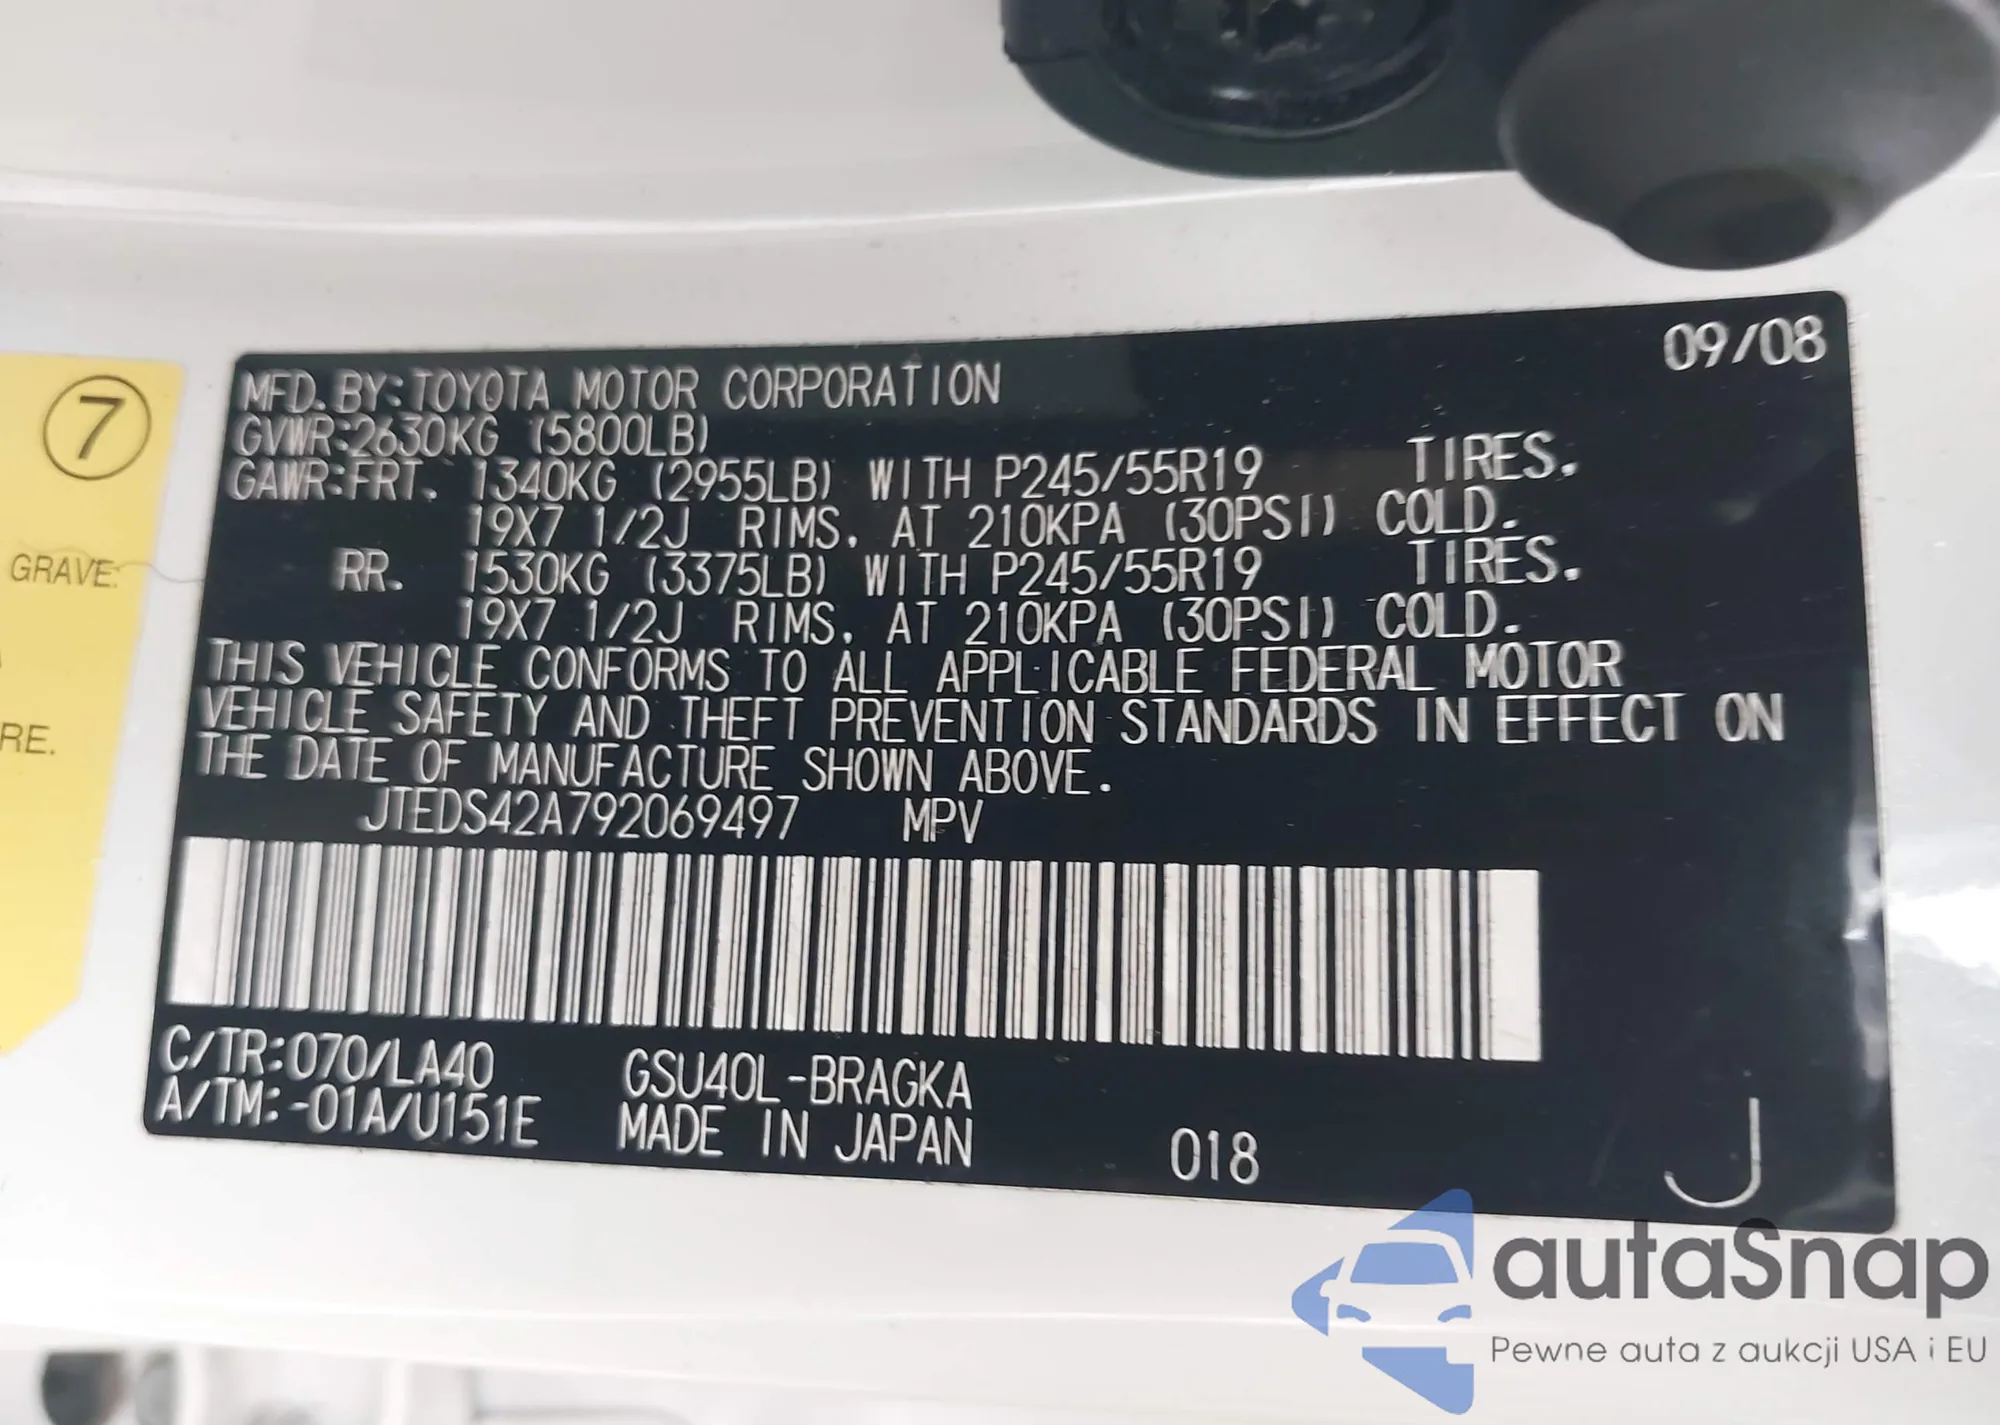 09/08
MFD. BY:TOYOTA MOTOR CORPORATION
GVWR:2630KG (5800LB)
GAWR:FRT. 1340KG (2955LB) WITH P245/55R19 TIRES.
19X7 1/2J RIMS, AT 210KPA (30PSI) COLD.
RR. 1530KG (3375LB) WITH P245/55R19 TIRES.
19X7 1/2J RIMS, AT 210KPA (30PSI) COLD.
THIS VEHICLE CONFORMS TO ALL APPLICABLE FEDERAL MOTOR
VEHICLE SAFETY AND THEFT PREVENTION STANDARDS IN EFFECT ON
THE DATE OF MANUFACTURE SHOWN ABOVE.
JTEDS42A792069497 MPV
C/TR:070/LA40 GSU40L-BRAGKA
A/TM:-01A/U151E MADE IN JAPAN 018 J
7
GRAVE.
RE.
autaSnap
Pewne auta z aukcji USA i EU